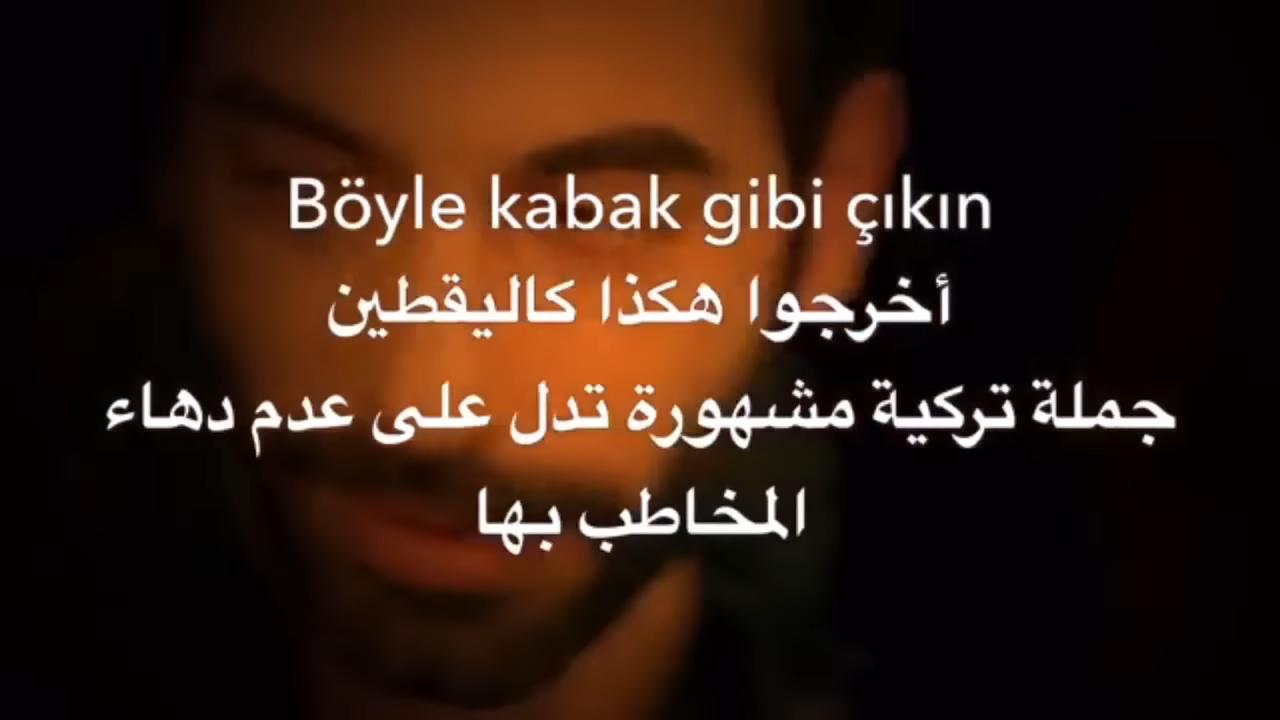 Böyle kabak gibi çıkın
أخرجوا هكذا كاليقطين
جملة تركية مشهورة تدل على عدم دهاء
المخاطب بها